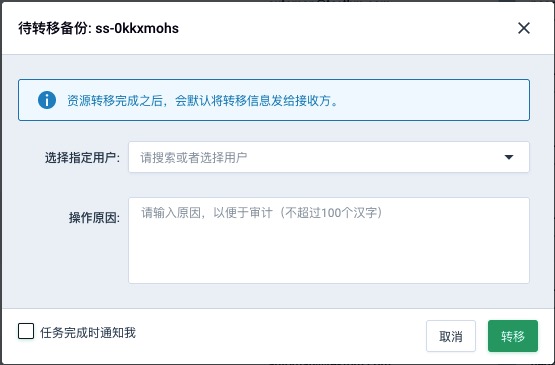 待转移备份: ss-0kkxmohs
资源转移完成之后，会默认将转移信息发给接收方。
选择指定用户: 请搜索或者选择用户
操作原因: 请输入原因，以便于审计（不超过100个汉字）
任务完成时通知我 取消 转移